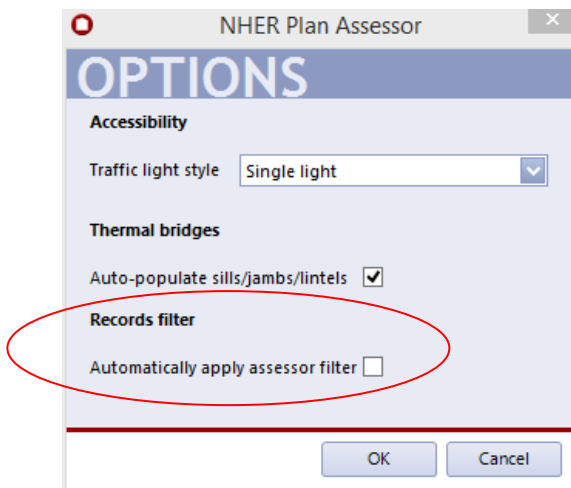 NHER Plan Assessor
OPTIONS
Accessibility
Traffic light style Single light
Thermal bridges
Auto-populate sills/jambs/lintels
Records filter
Automatically apply assessor filter
OK Cancel